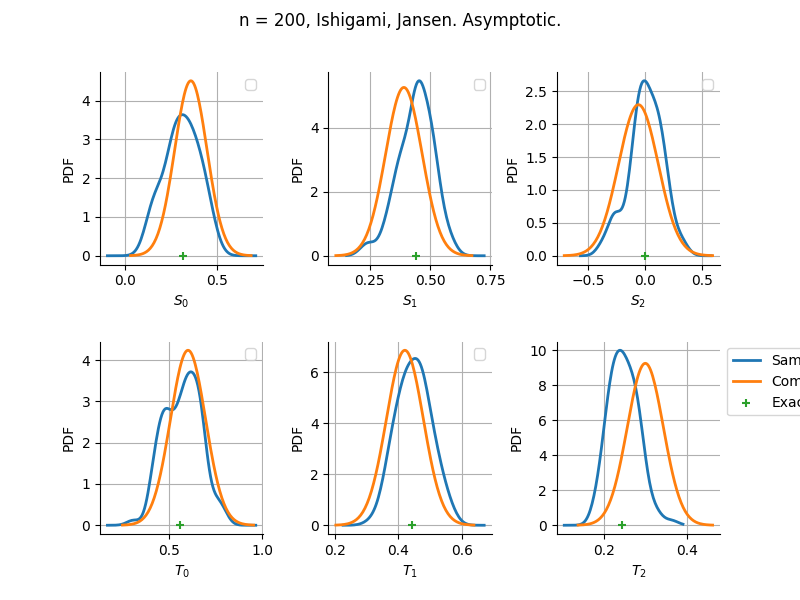 n = 200, Ishigami, Jansen. Asymptotic.
PDF
4
3
2
1
0
0.0
0.5
S₀
PDF
4
2
0
0.25
0.50
0.75
S₁
PDF
2.5
2.0
1.5
1.0
0.5
0.0
−0.5
0.0
0.5
S₂
PDF
4
3
2
1
0
0.5
1.0
T₀
PDF
6
4
2
0
0.2
0.4
0.6
T₁
PDF
10
8
6
4
2
0
0.2
0.4
T₂
Sam
Com
Exac